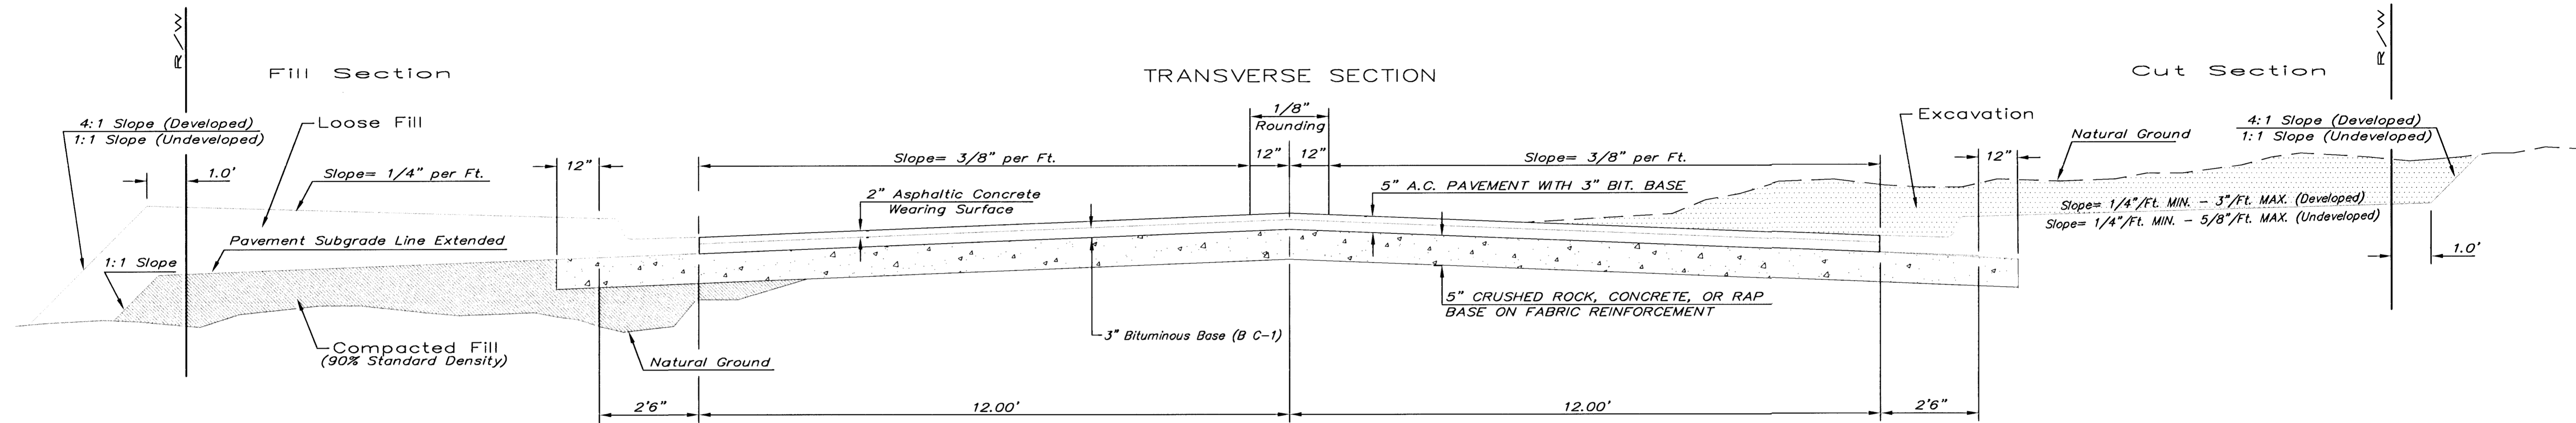 R/W
Fill Section
TRANSVERSE SECTION
Cut Section
R/W
4:1 Slope (Developed)
1:1 Slope (Undeveloped)
Loose Fill
1/8"
Rounding
Excavation
Natural Ground
4:1 Slope (Developed)
1:1 Slope (Undeveloped)
1.0'
Slope= 1/4" per Ft.
12"
Slope= 3/8" per Ft.
12"
12"
Slope= 3/8" per Ft.
12"
2" Asphaltic Concrete
Wearing Surface
5" A.C. PAVEMENT WITH 3" BIT. BASE
Slope= 1/4"/Ft. MIN. - 3"/Ft. MAX. (Developed)
Slope= 1/4"/Ft. MIN. - 5/8"/Ft. MAX. (Undeveloped)
Pavement Subgrade Line Extended
1:1 Slope
1.0'
5" CRUSHED ROCK, CONCRETE, OR RAP
BASE ON FABRIC REINFORCEMENT
3" Bituminous Base (B C-1)
Compacted Fill
(90% Standard Density)
Natural Ground
2'6"
12.00'
12.00'
2'6"